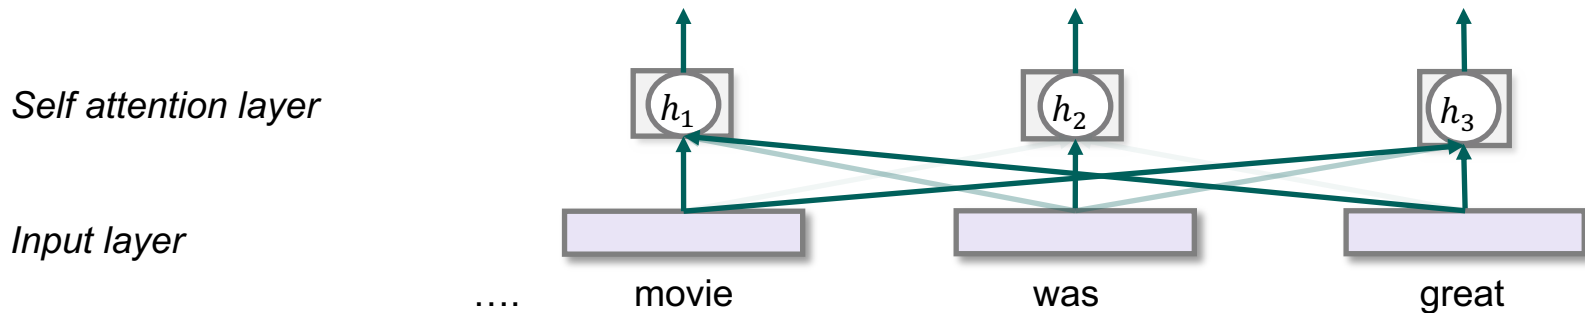 Self attention layer
h₁ h₂ h₃
Input layer
.... movie was great